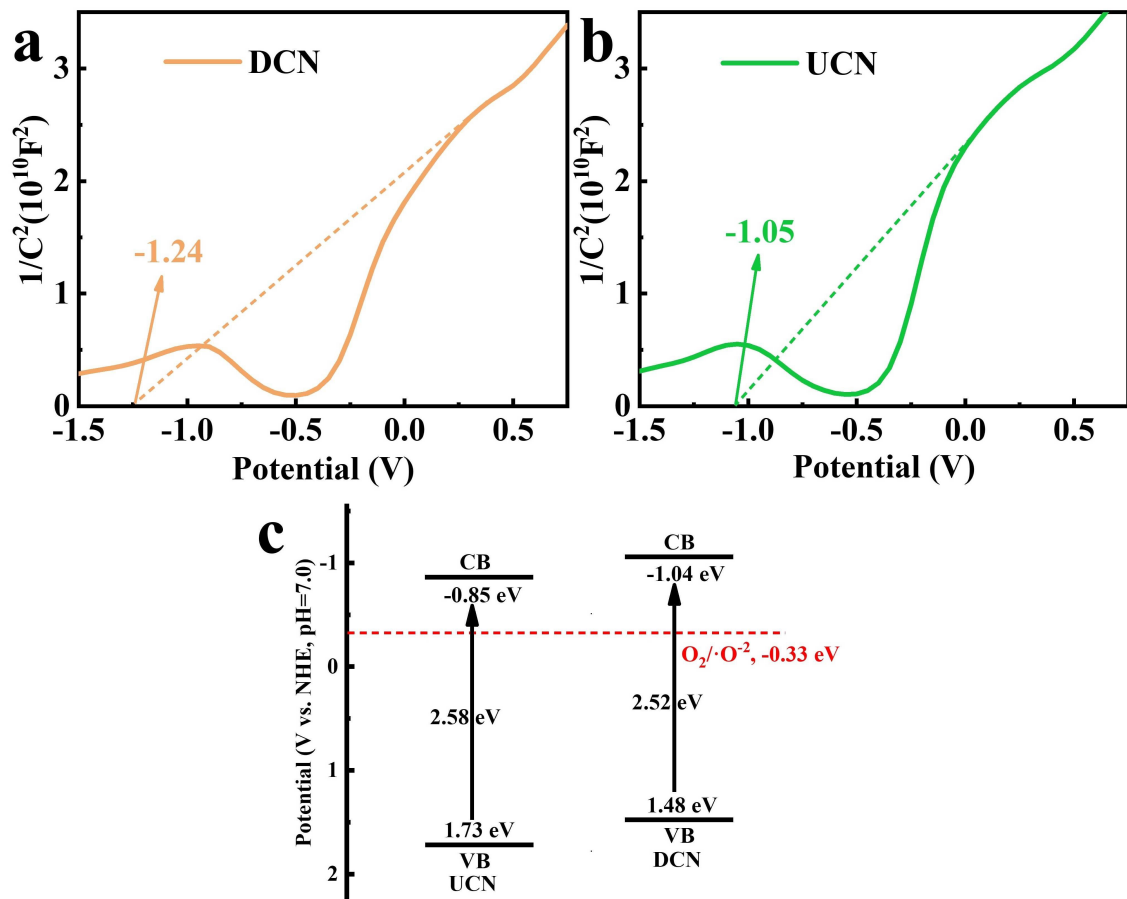 a
DCN
1/C²(10¹⁰F²)
3
2
1
0
-1.24
-1.5 -1.0 -0.5 0.0 0.5
Potential (V)
b
UCN
1/C²(10¹⁰F²)
3
2
1
0
-1.05
-1.5 -1.0 -0.5 0.0 0.5
Potential (V)
c
Potential (V vs. NHE, pH=7.0)
-1
0
1
2
CB
-0.85 eV
2.58 eV
1.73 eV
VB
UCN
CB
-1.04 eV
O₂/·O⁻², -0.33 eV
2.52 eV
1.48 eV
VB
DCN